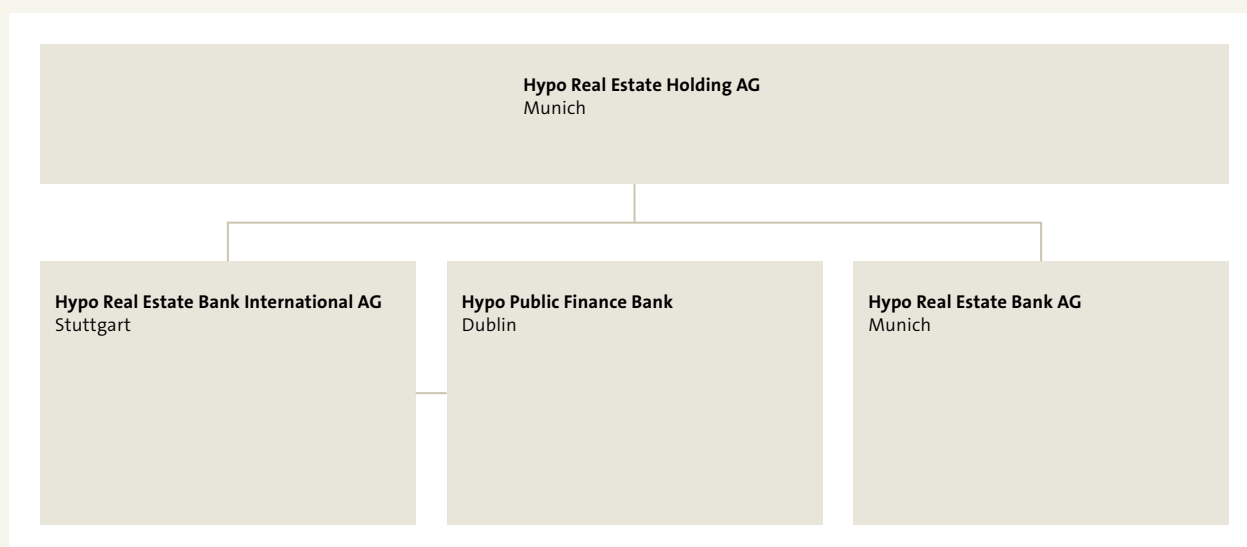 Hypo Real Estate Holding AG
Munich
Hypo Real Estate Bank International AG
Stuttgart
Hypo Public Finance Bank
Dublin
Hypo Real Estate Bank AG
Munich